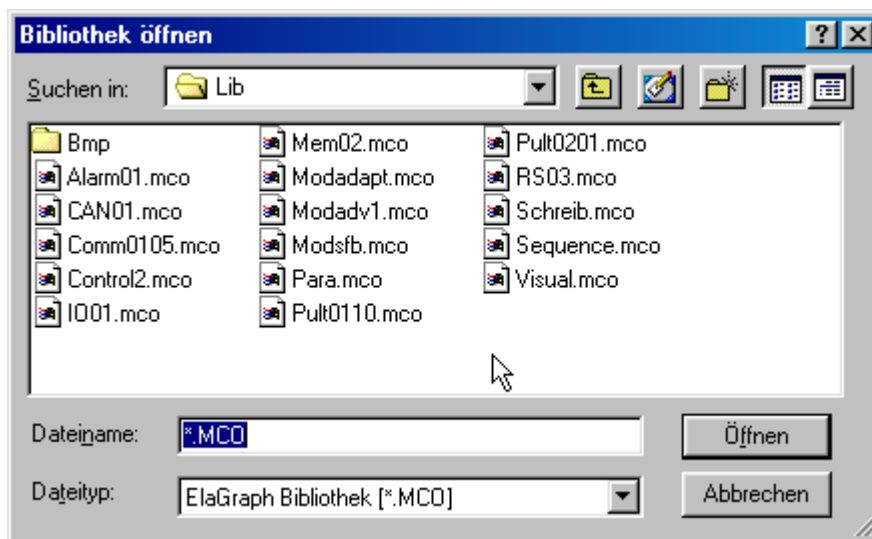 Bibliothek öffnen
Suchen in: Lib
Bmp
Alarm01.mco
CAN01.mco
Comm0105.mco
Control2.mco
IO01.mco
Mem02.mco
Modadapt.mco
Modadv1.mco
Modsfb.mco
Para.mco
Pult0110.mco
Pult0201.mco
RS03.mco
Schreib.mco
Sequence.mco
Visual.mco
Dateiname: *.MCO Öffnen
Dateityp: ElaGraph Bibliothek [*.MCO] Abbrechen